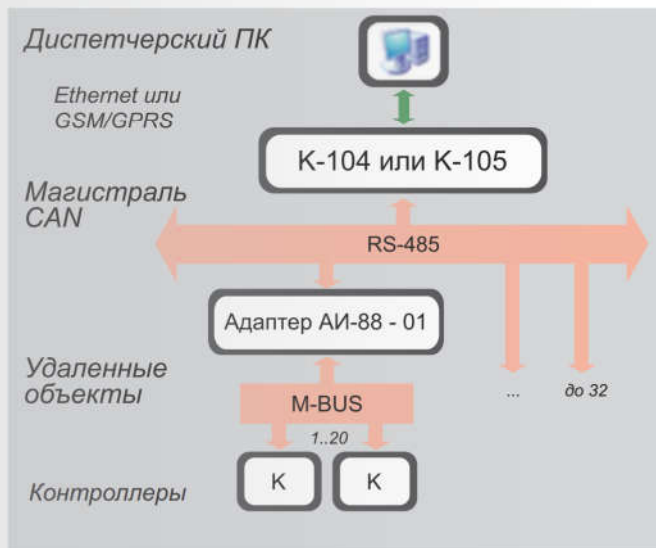 Диспетчерский ПК
Ethernet или
GSM/GPRS
К-104 или К-105
Магистраль
CAN
RS-485
Адаптер АИ-88 - 01
Удаленные
объекты
M-BUS
...
до 32
1..20
Контроллеры
К
К